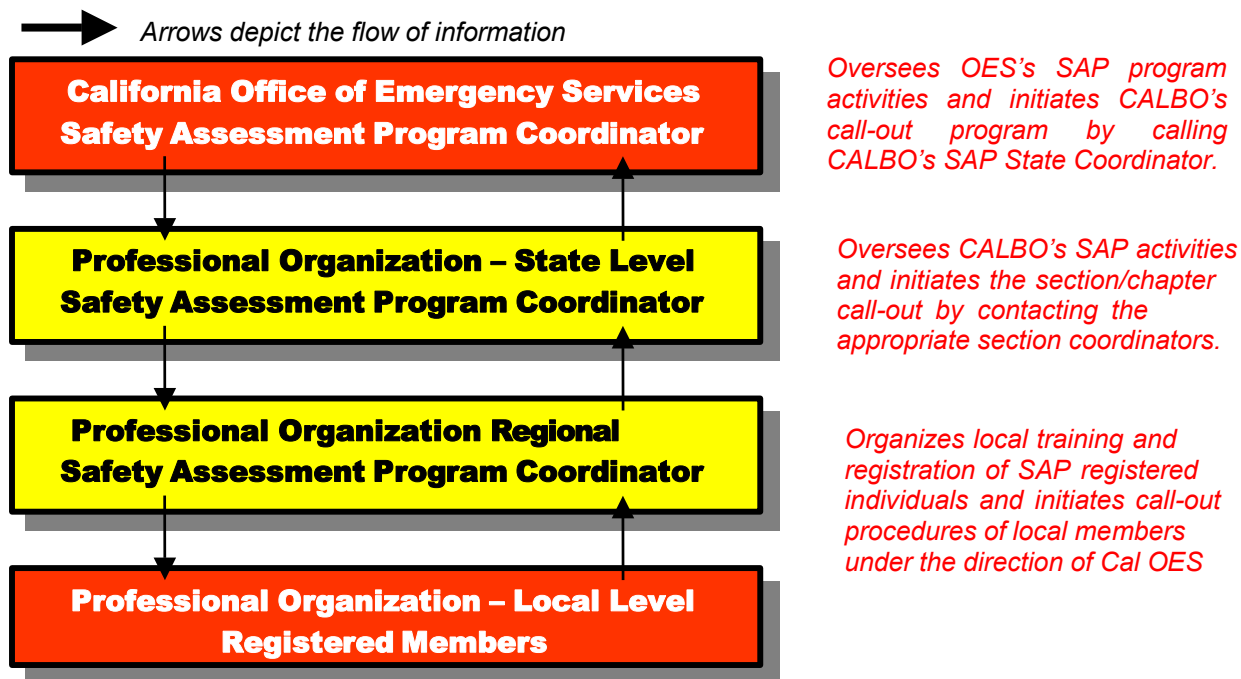 Arrows depict the flow of information
California Office of Emergency Services
Safety Assessment Program Coordinator
Oversees OES’s SAP program
activities and initiates CALBO’s
call-out program by calling
CALBO’s SAP State Coordinator.
Professional Organization – State Level
Safety Assessment Program Coordinator
Oversees CALBO’s SAP activities
and initiates the section/chapter
call-out by contacting the
appropriate section coordinators.
Professional Organization Regional
Safety Assessment Program Coordinator
Organizes local training and
registration of SAP registered
individuals and initiates call-out
procedures of local members
under the direction of Cal OES
Professional Organization – Local Level
Registered Members